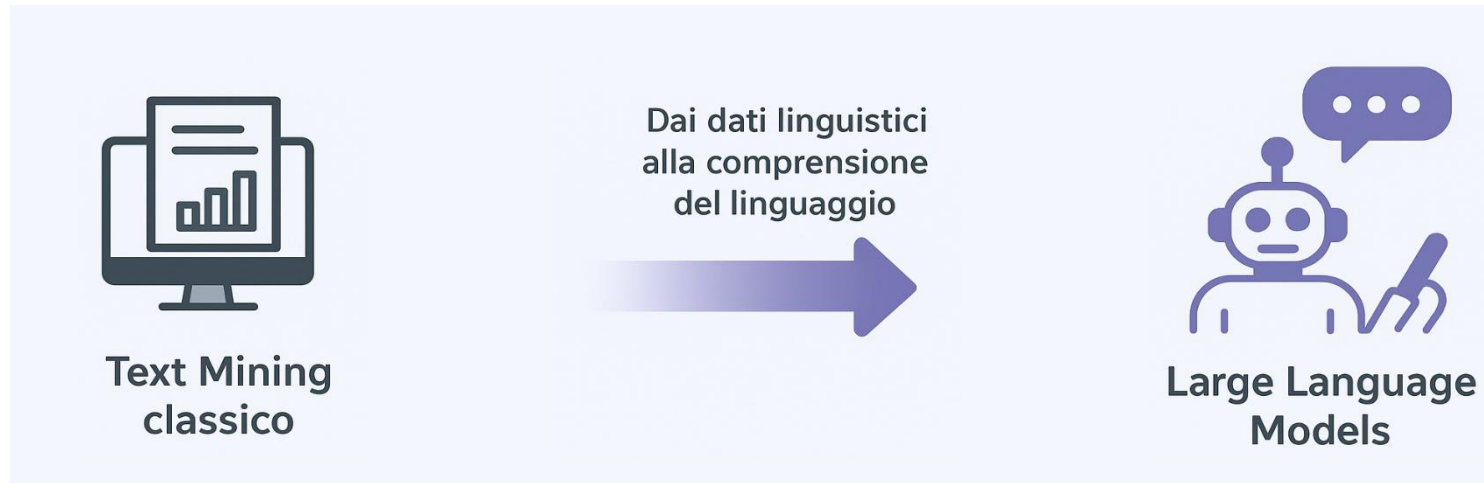 Text Mining
classico
Dai dati linguistici
alla comprensione
del linguaggio
Large Language
Models